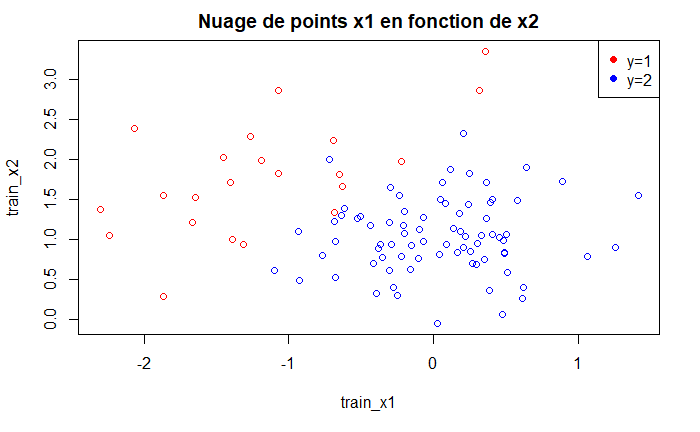 Nuage de points x1 en fonction de x2
y=1
y=2
train_x2
3.0
2.5
2.0
1.5
1.0
0.5
0.0
-2 -1 0 1
train_x1